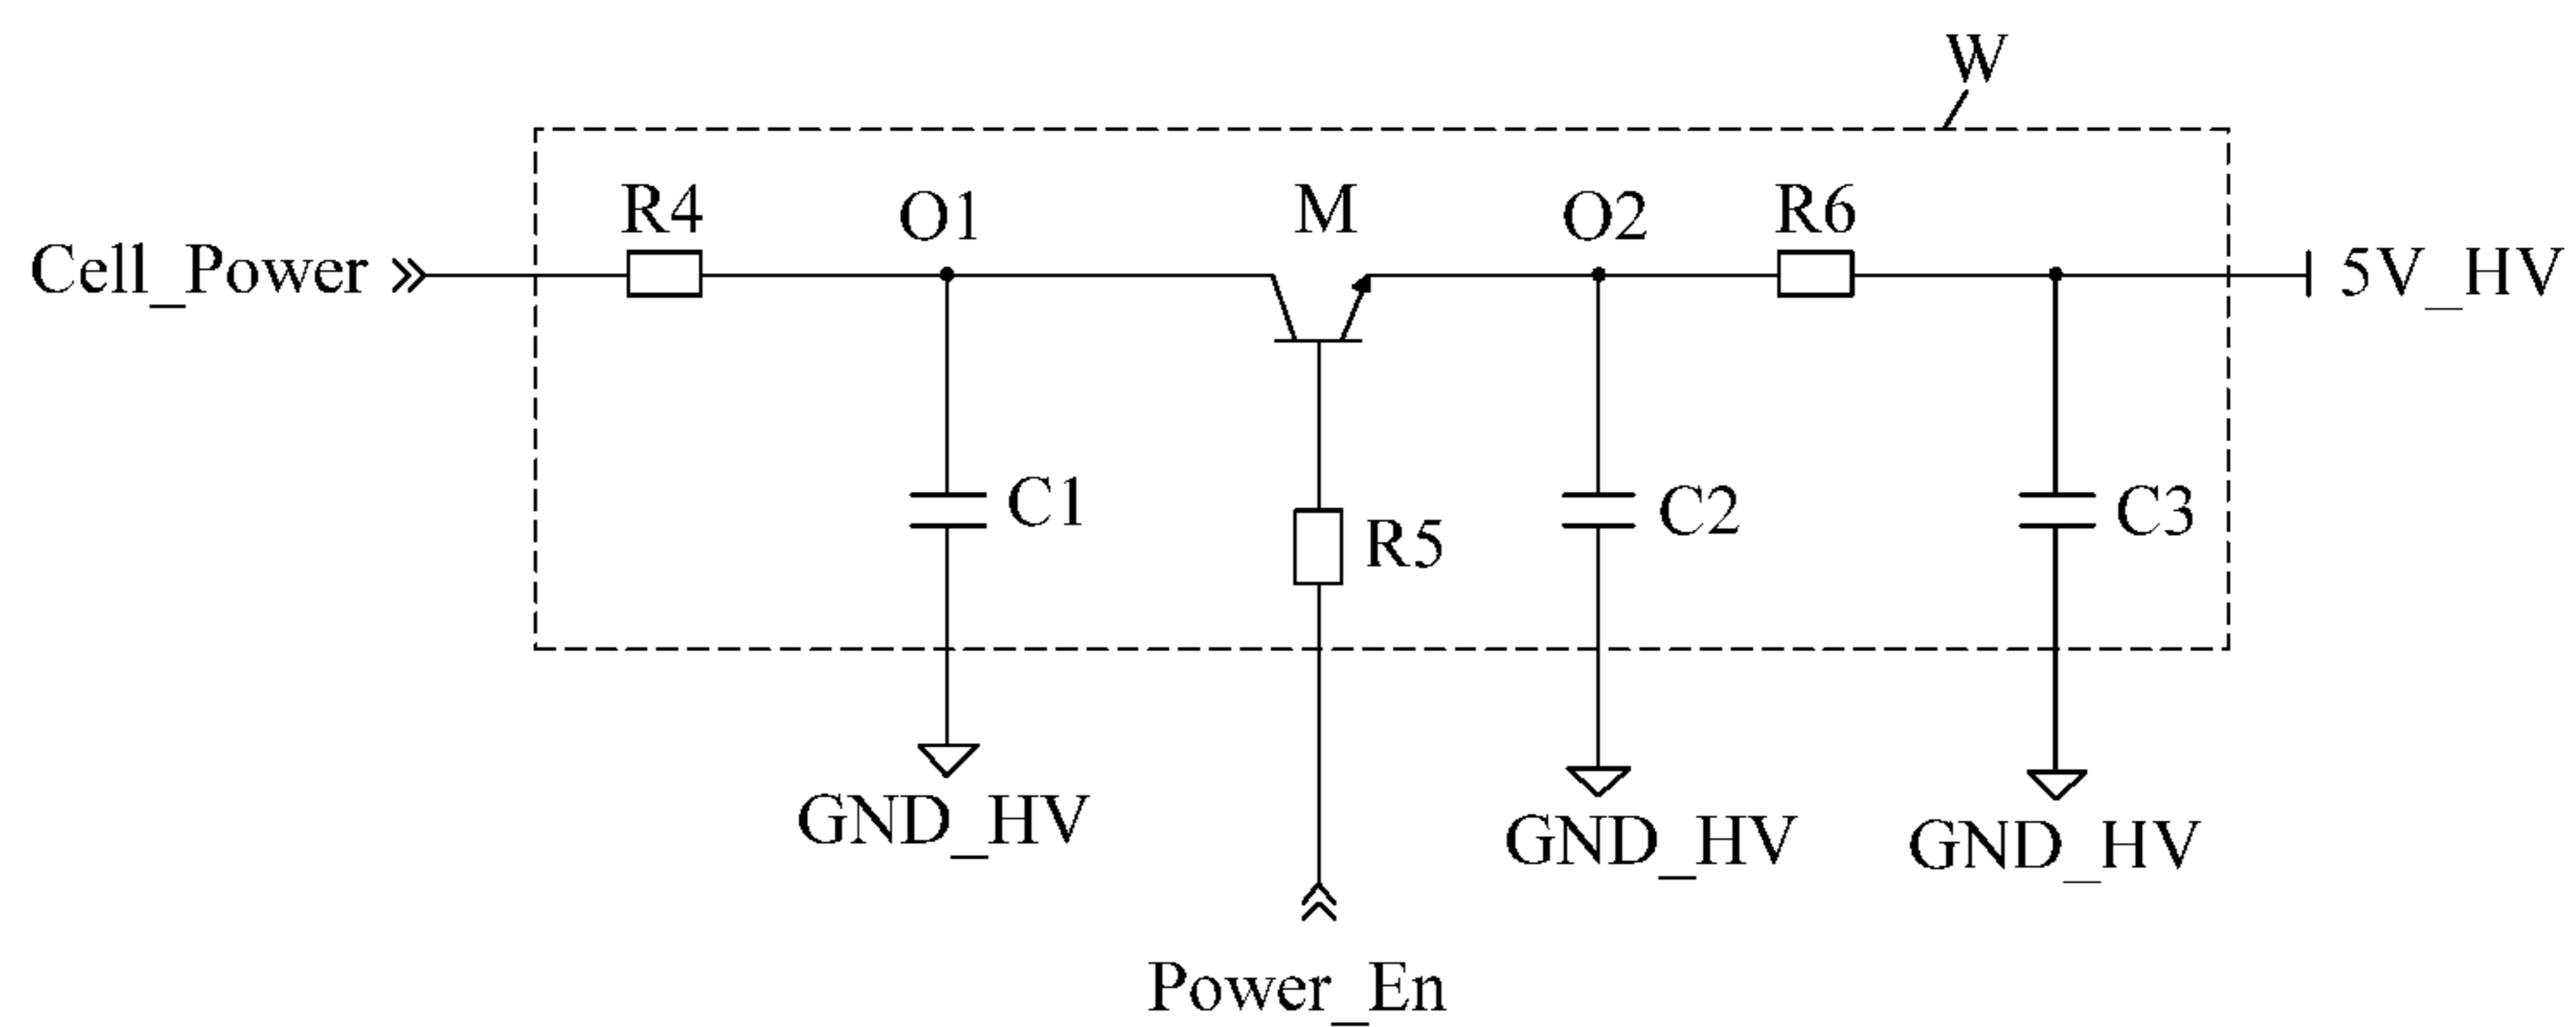 W
R4
O1
M
O2
R6
Cell_Power
5V_HV
C1
R5
C2
C3
GND_HV
GND_HV
GND_HV
Power_En